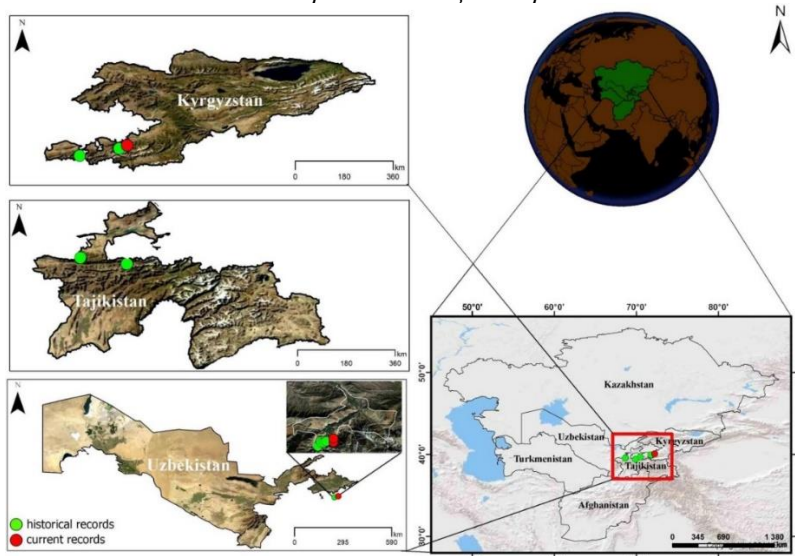 N
Kyrgyzstan
km
0 180 360
N
Tajikistan
km
0 180 360
N
Uzbekistan
historical records
current records
km
0 295 590
N
50°0' 60°0' 70°0' 80°0'
50°0'
40°0'
30°0'
Kazakhstan
Uzbekistan
Kyrgyzstan
Turkmenistan
Tajikistan
Afghanistan
km
0 345 690 1 380